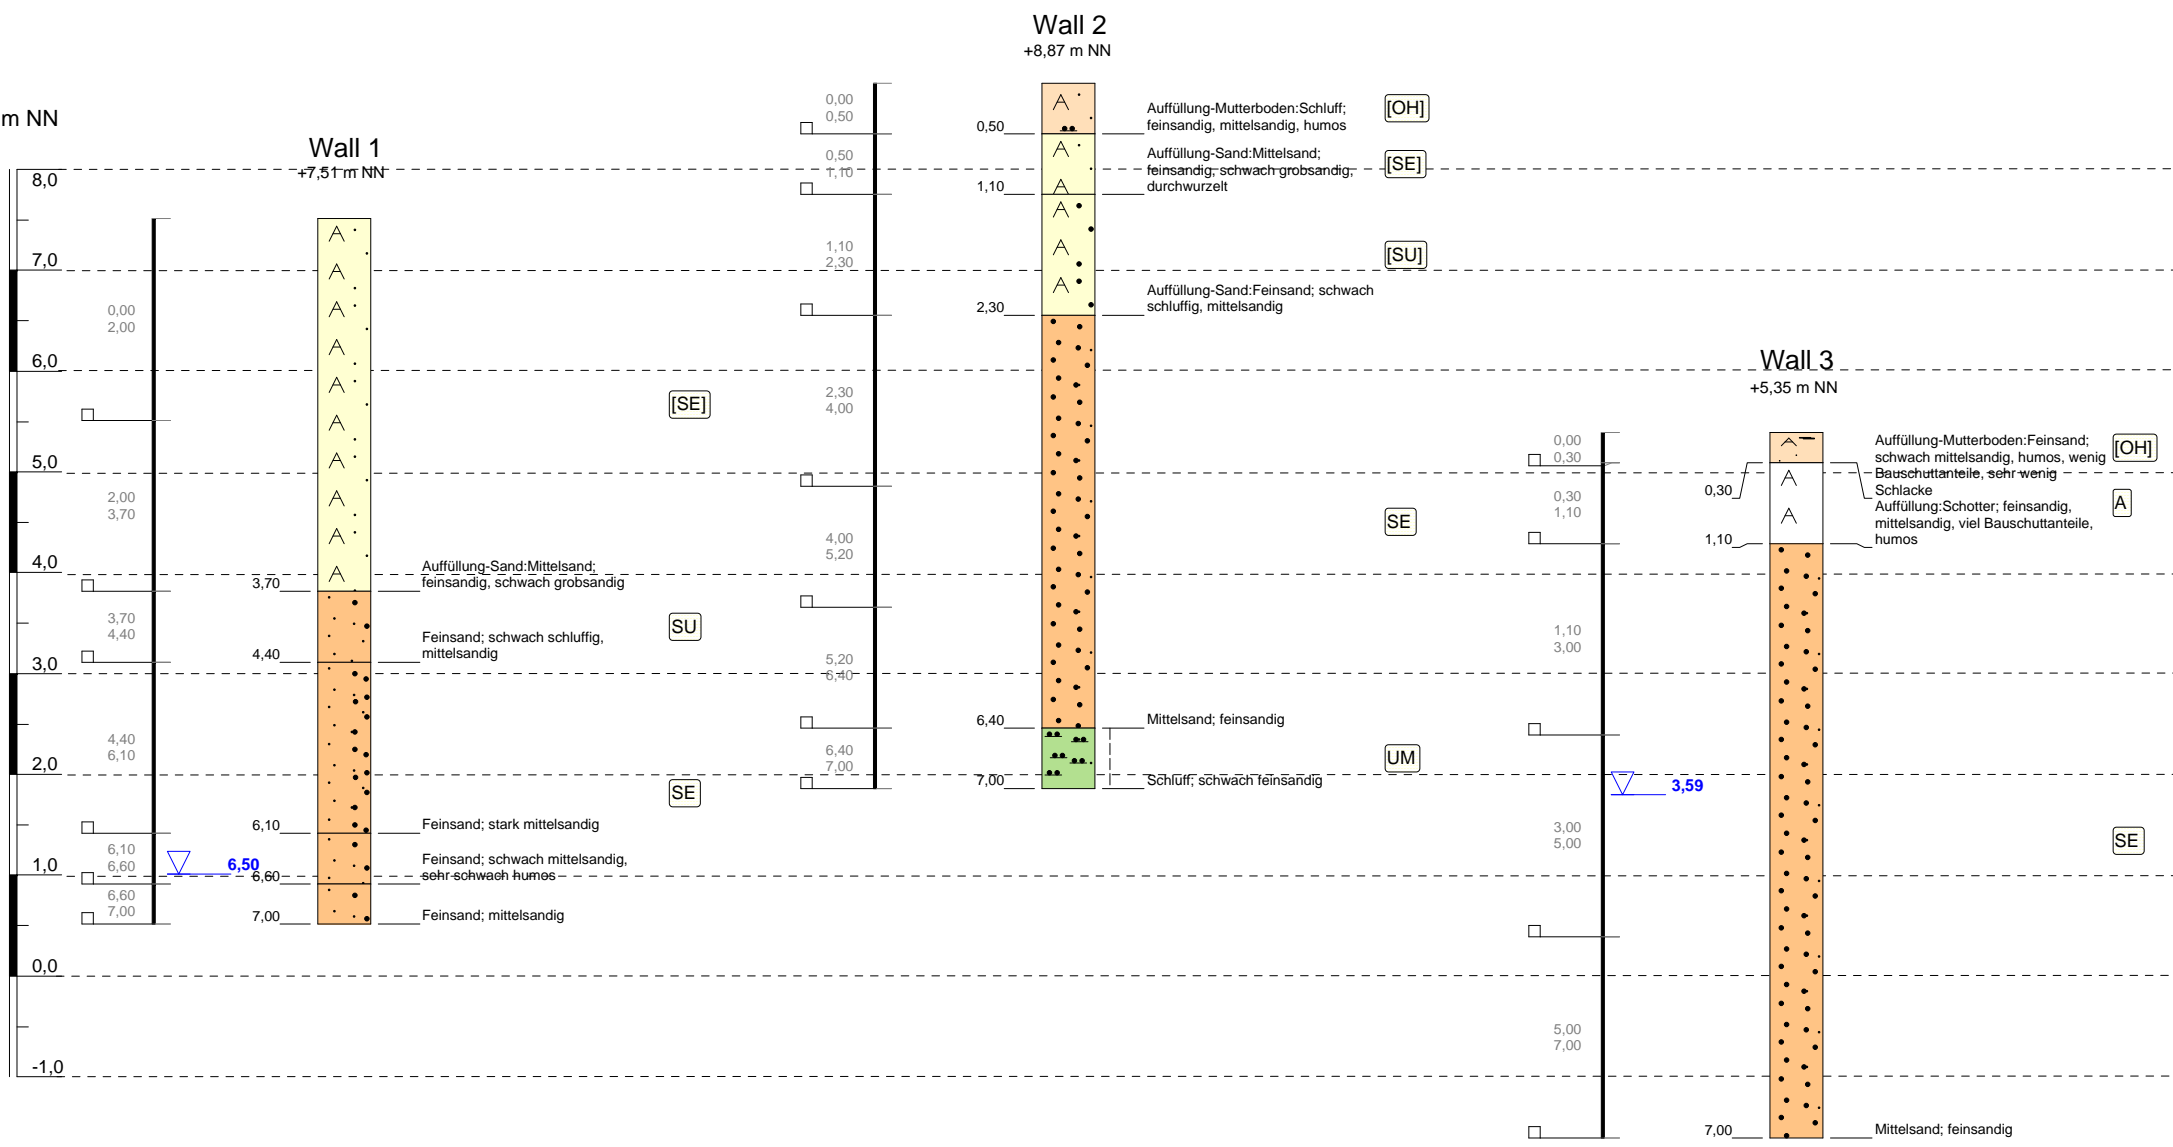 m NN
8,0
7,0
6,0
5,0
4,0
3,0
2,0
1,0
0,0
-1,0
Wall 1
+7,51 m NN
0,00
2,00
2,00
3,70
3,70
4,40
4,40
6,10
6,10
6,60
6,60
7,00
6,50
3,70
4,40
6,10
6,60
7,00
Auffüllung-Sand:Mittelsand;
feinsandig, schwach grobsandig
Feinsand; schwach schluffig,
mittelsandig
Feinsand; stark mittelsandig
Feinsand; schwach mittelsandig,
sehr schwach humos
Feinsand; mittelsandig
[SE]
SU
SE
Wall 2
+8,87 m NN
0,00
0,50
0,50
1,10
1,10
2,30
2,30
4,00
4,00
5,20
5,20
6,40
6,40
7,00
0,50
1,10
2,30
6,40
7,00
Auffüllung-Mutterboden:Schluff;
feinsandig, mittelsandig, humos
Auffüllung-Sand:Mittelsand;
feinsandig, schwach grobsandig,
durchwurzelt
Auffüllung-Sand:Feinsand; schwach
schluffig, mittelsandig
Mittelsand; feinsandig
Schluff; schwach feinsandig
[OH]
[SE]
[SU]
SE
UM
Wall 3
+5,35 m NN
0,00
0,30
0,30
1,10
1,10
3,00
3,00
5,00
5,00
7,00
3,59
0,30
1,10
7,00
Auffüllung-Mutterboden:Feinsand;
schwach mittelsandig, humos, wenig
Bauschuttanteile, sehr wenig
Schlacke
Auffüllung:Schotter; feinsandig,
mittelsandig, viel Bauschuttanteile,
humos
Mittelsand; feinsandig
[OH]
A
SE